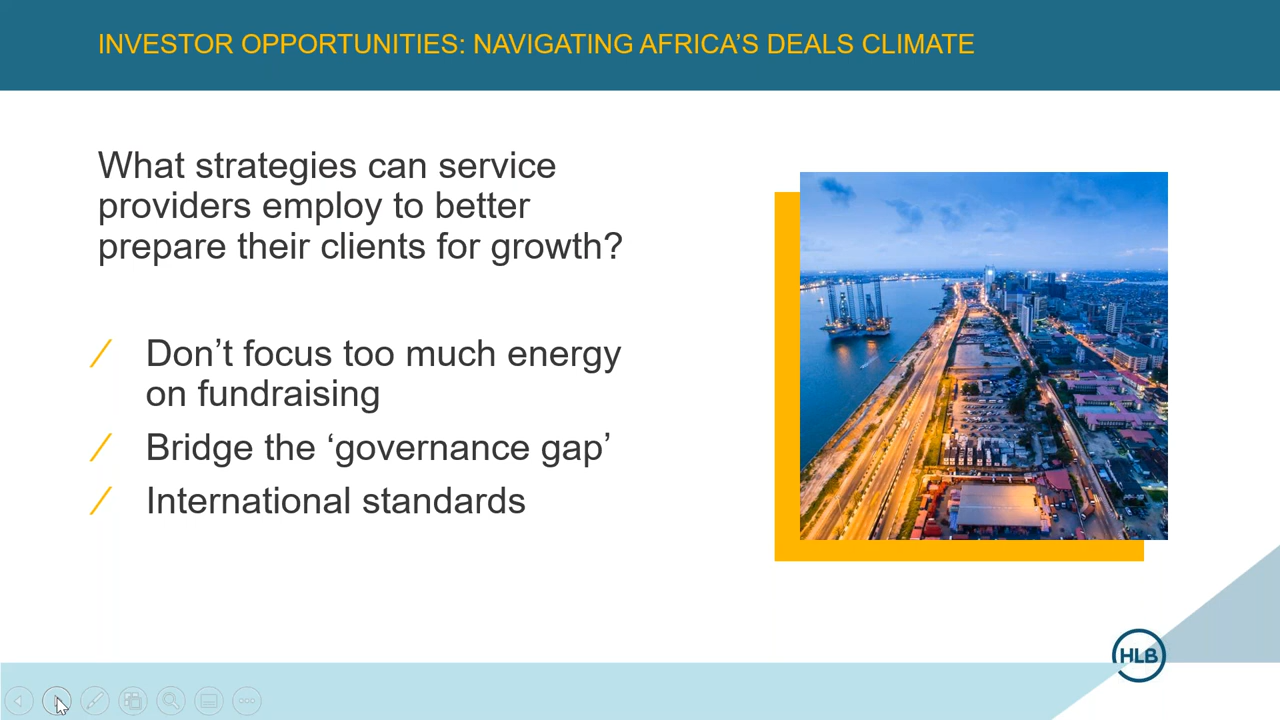 INVESTOR OPPORTUNITIES: NAVIGATING AFRICA’S DEALS CLIMATE
What strategies can service
providers employ to better
prepare their clients for growth?
Don’t focus too much energy
on fundraising
Bridge the ‘governance gap’
International standards
HLB